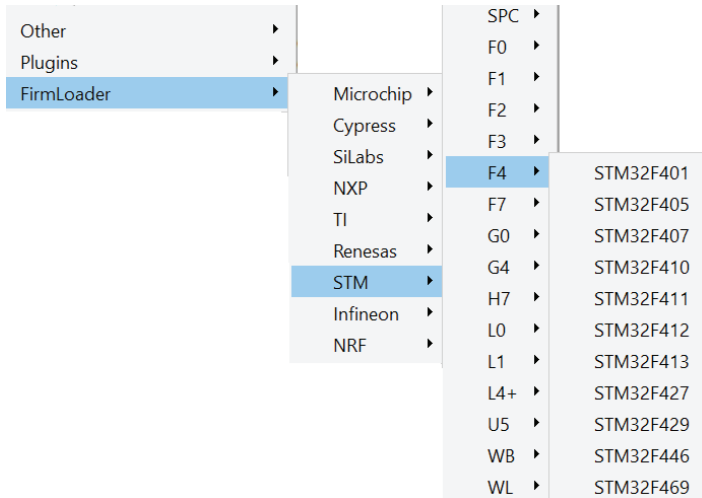 Other
Plugins
FirmLoader
Microchip
Cypress
SiLabs
NXP
TI
Renesas
STM
Infineon
NRF
SPC
F0
F1
F2
F3
F4
F7
G0
G4
H7
L0
L1
L4+
U5
WB
WL
STM32F401
STM32F405
STM32F407
STM32F410
STM32F411
STM32F412
STM32F413
STM32F427
STM32F429
STM32F446
STM32F469